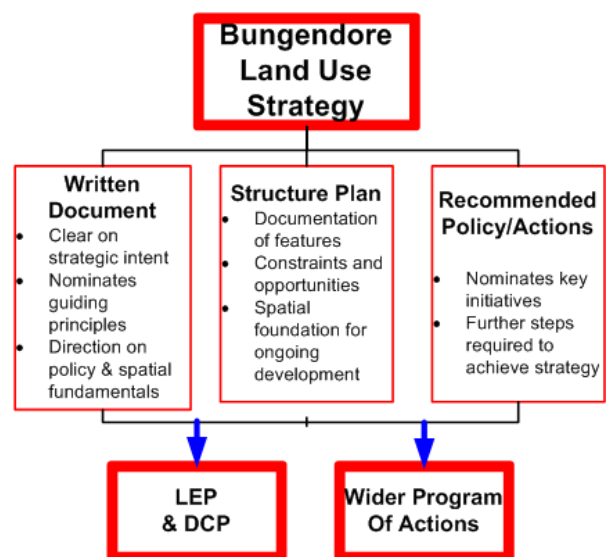 Bungendore
Land Use
Strategy
Written
Document
• Clear on
strategic intent
• Nominates
guiding
principles
• Direction on
policy & spatial
fundamentals
Structure Plan
• Documentation
of features
• Constraints and
opportunities
• Spatial
foundation for
ongoing
development
Recommended
Policy/Actions
• Nominates key
initiatives
• Further steps
required to
achieve strategy
LEP
& DCP
Wider Program
Of Actions